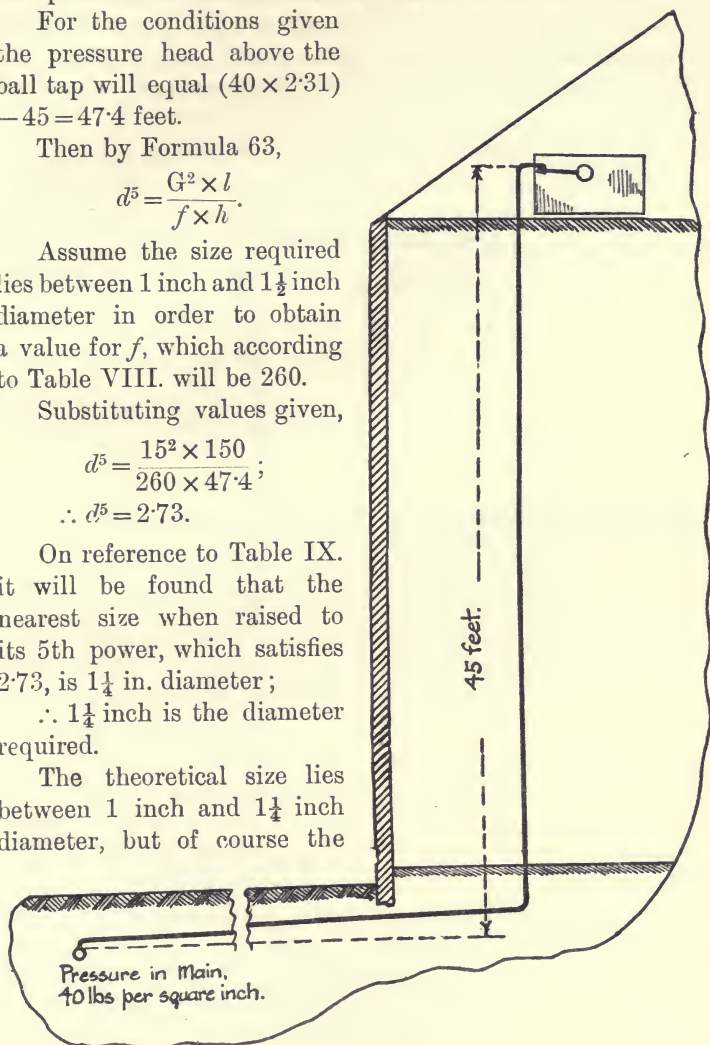 For the conditions given
the pressure head above the
ball tap will equal (40 × 2·31)
– 45 = 47·4 feet.
Then by Formula 63,
d⁵ = G² × l / f × h.
Assume the size required
lies between 1 inch and 1½ inch
diameter in order to obtain
a value for f, which according
to Table VIII. will be 260.
Substituting values given,
d⁵ = 15² × 150 / 260 × 47·4 ;
∴ d⁵ = 2·73.
On reference to Table IX.
it will be found that the
nearest size when raised to
its 5th power, which satisfies
2·73, is 1¼ in. diameter ;
∴ 1¼ inch is the diameter
required.
The theoretical size lies
between 1 inch and 1¼ inch
diameter, but of course the
45 feet.
Pressure in Main,
40 lbs per square inch.